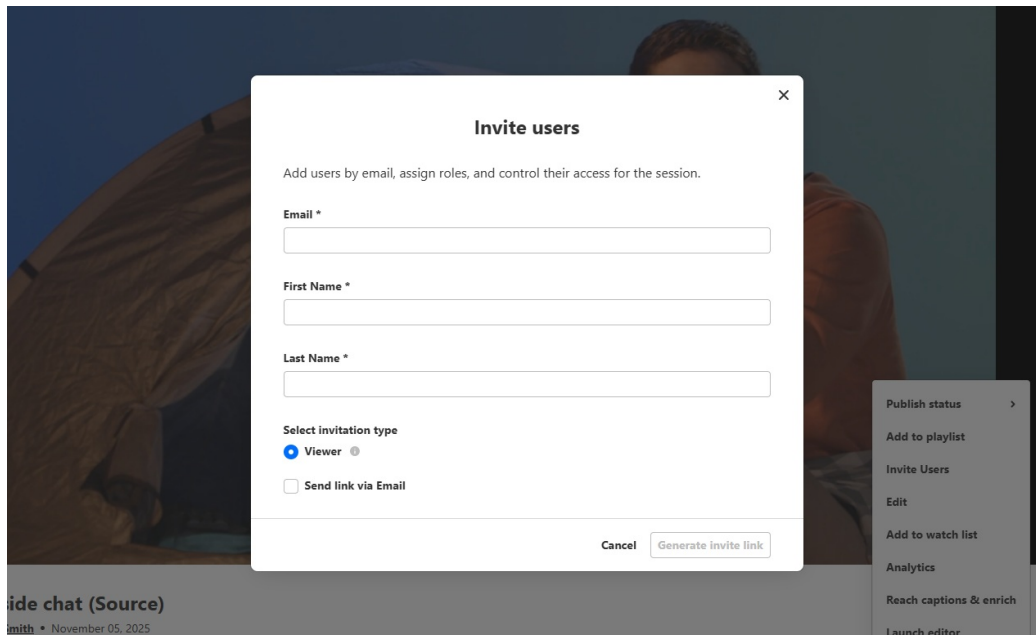 Invite users
Add users by email, assign roles, and control their access for the session.
Email *
First Name *
Last Name *
Select invitation type
Viewer
Send link via Email
Cancel
Generate invite link
Publish status
Add to playlist
Invite Users
Edit
Add to watch list
Analytics
Reach captions & enrich
Launch editor
side chat (Source)
Smith • November 05, 2025